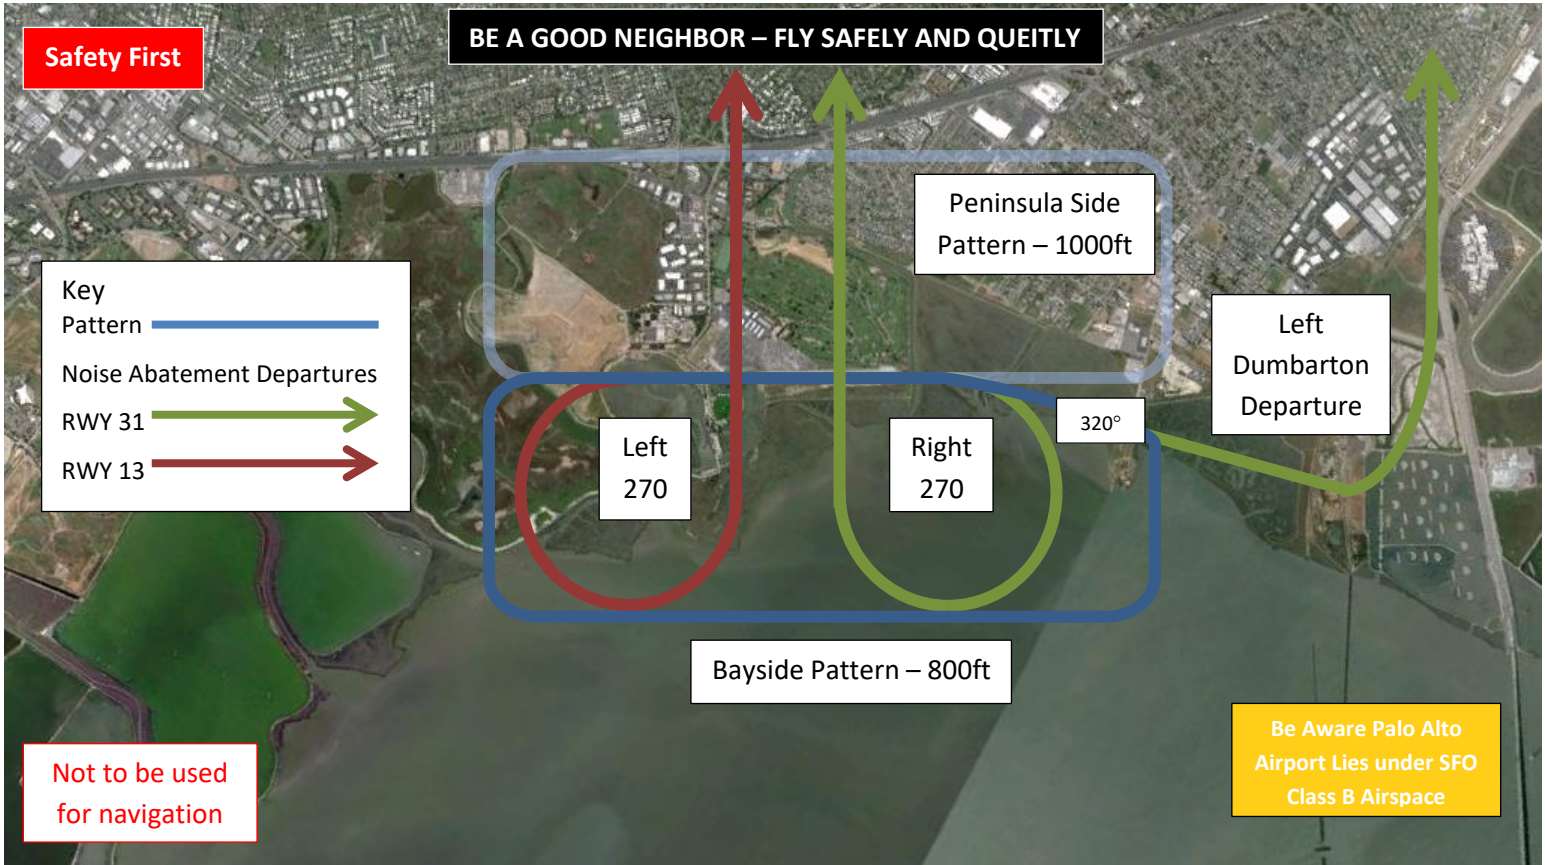 Safety First
BE A GOOD NEIGHBOR – FLY SAFELY AND QUEITLY
Peninsula Side
Pattern – 1000ft
Key
Pattern
Noise Abatement Departures
RWY 31
RWY 13
Left
Dumbarton
Departure
320°
Left
270
Right
270
Bayside Pattern – 800ft
Be Aware Palo Alto
Airport Lies under SFO
Class B Airspace
Not to be used
for navigation